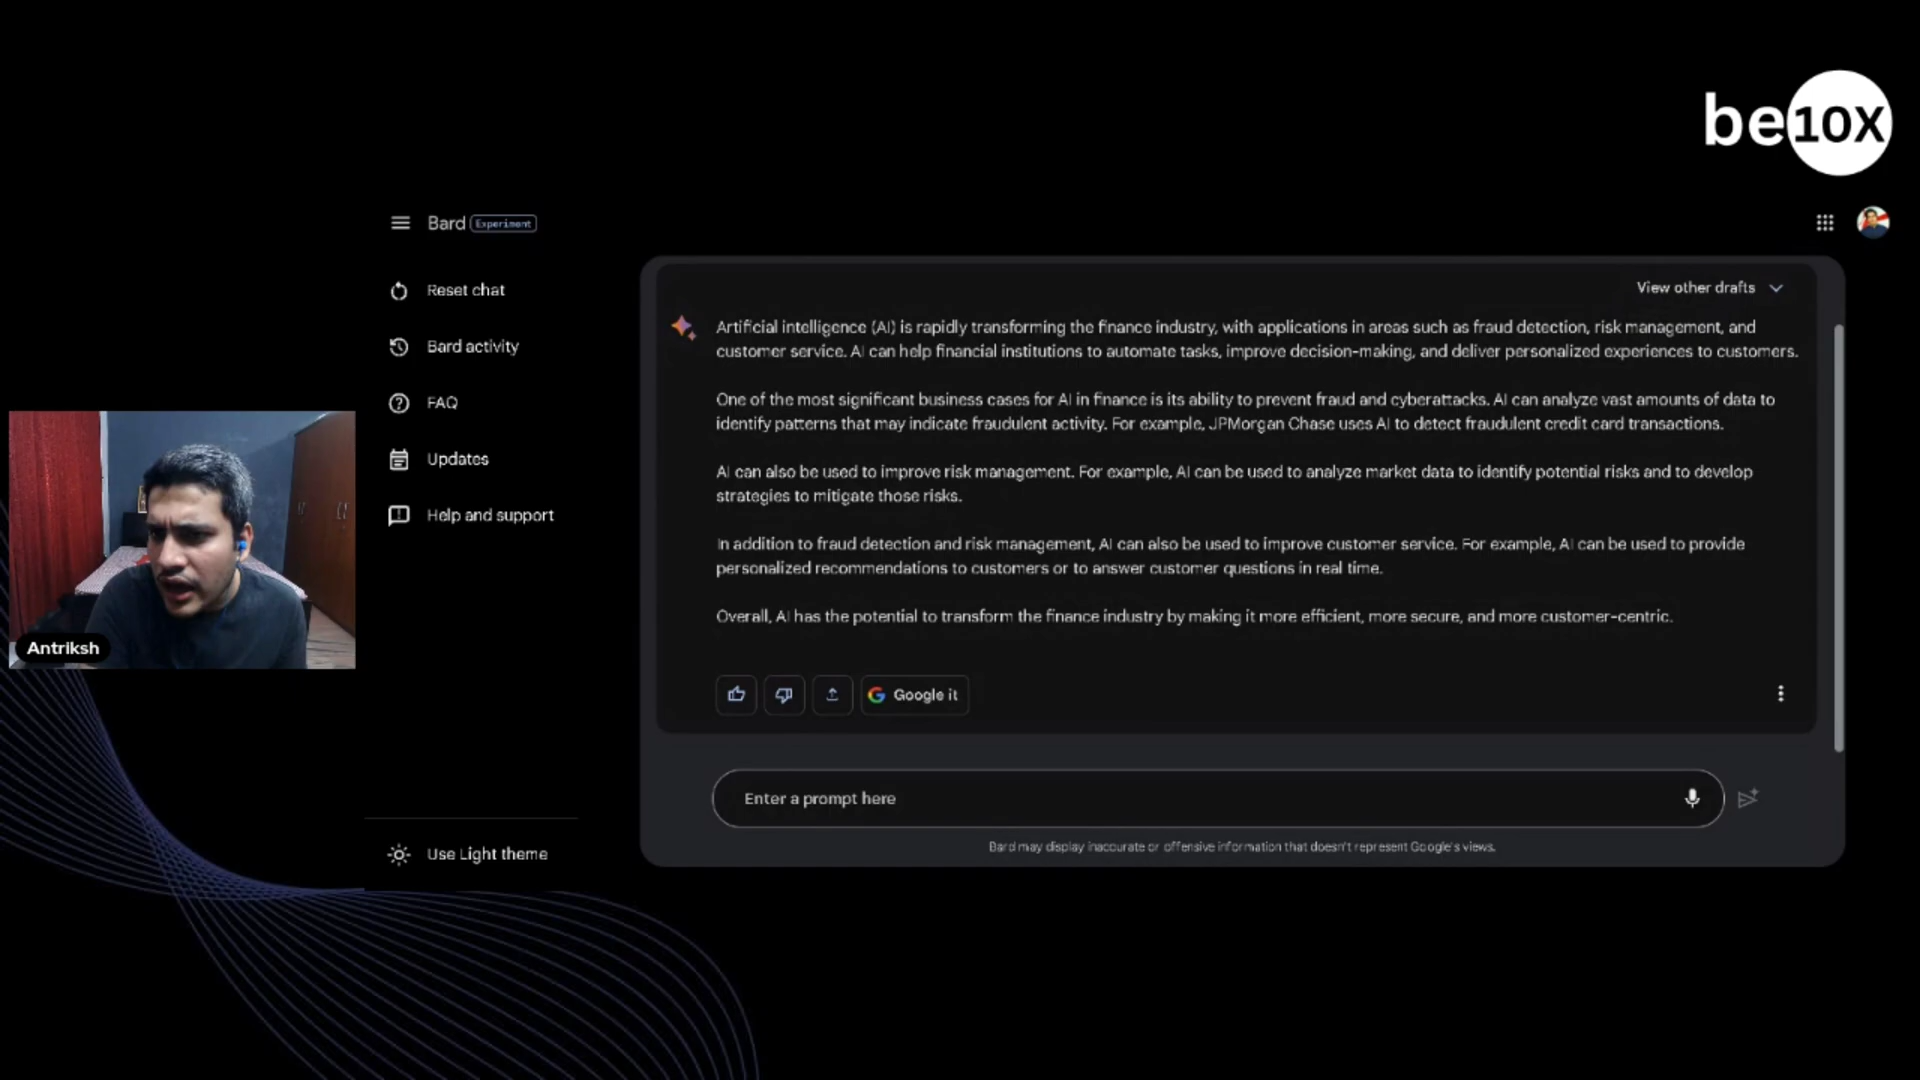 be10X
Bard Experiment
Reset chat
Bard activity
FAQ
Updates
Help and support
Use Light theme
Antriksh
View other drafts
Artificial intelligence (AI) is rapidly transforming the finance industry, with applications in areas such as fraud detection, risk management, and
customer service. AI can help financial institutions to automate tasks, improve decision-making, and deliver personalized experiences to customers.
One of the most significant business cases for AI in finance is its ability to prevent fraud and cyberattacks. AI can analyze vast amounts of data to
identify patterns that may indicate fraudulent activity. For example, JPMorgan Chase uses AI to detect fraudulent credit card transactions.
AI can also be used to improve risk management. For example, AI can be used to analyze market data to identify potential risks and to develop
strategies to mitigate those risks.
In addition to fraud detection and risk management, AI can also be used to improve customer service. For example, AI can be used to provide
personalized recommendations to customers or to answer customer questions in real time.
Overall, AI has the potential to transform the finance industry by making it more efficient, more secure, and more customer-centric.
Google it
Enter a prompt here
Bard may display inaccurate or offensive information that doesn't represent Google's views.